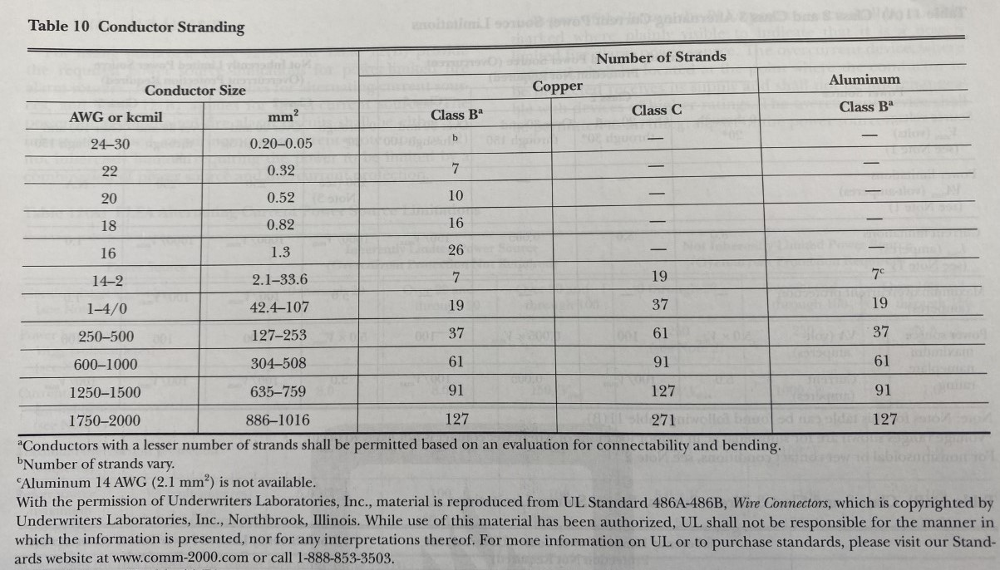 Table 10 Conductor Stranding
Number of Strands
Conductor Size Copper Aluminum
AWG or kcmil mm² Class Bᵃ Class C Class Bᵃ
24–30 0.20–0.05 ᵇ — —
22 0.32 7 — —
20 0.52 10 — —
18 0.82 16 — —
16 1.3 26 — —
14–2 2.1–33.6 7 19 7ᶜ
1–4/0 42.4–107 19 37 19
250–500 127–253 37 61 37
600–1000 304–508 61 91 61
1250–1500 635–759 91 127 91
1750–2000 886–1016 127 271 127
ᵃConductors with a lesser number of strands shall be permitted based on an evaluation for connectability and bending.
ᵇNumber of strands vary.
ᶜAluminum 14 AWG (2.1 mm²) is not available.
With the permission of Underwriters Laboratories, Inc., material is reproduced from UL Standard 486A-486B, Wire Connectors, which is copyrighted by
Underwriters Laboratories, Inc., Northbrook, Illinois. While use of this material has been authorized, UL shall not be responsible for the manner in
which the information is presented, nor for any interpretations thereof. For more information on UL or to purchase standards, please visit our Stand-
ards website at www.comm-2000.com or call 1-888-853-3503.